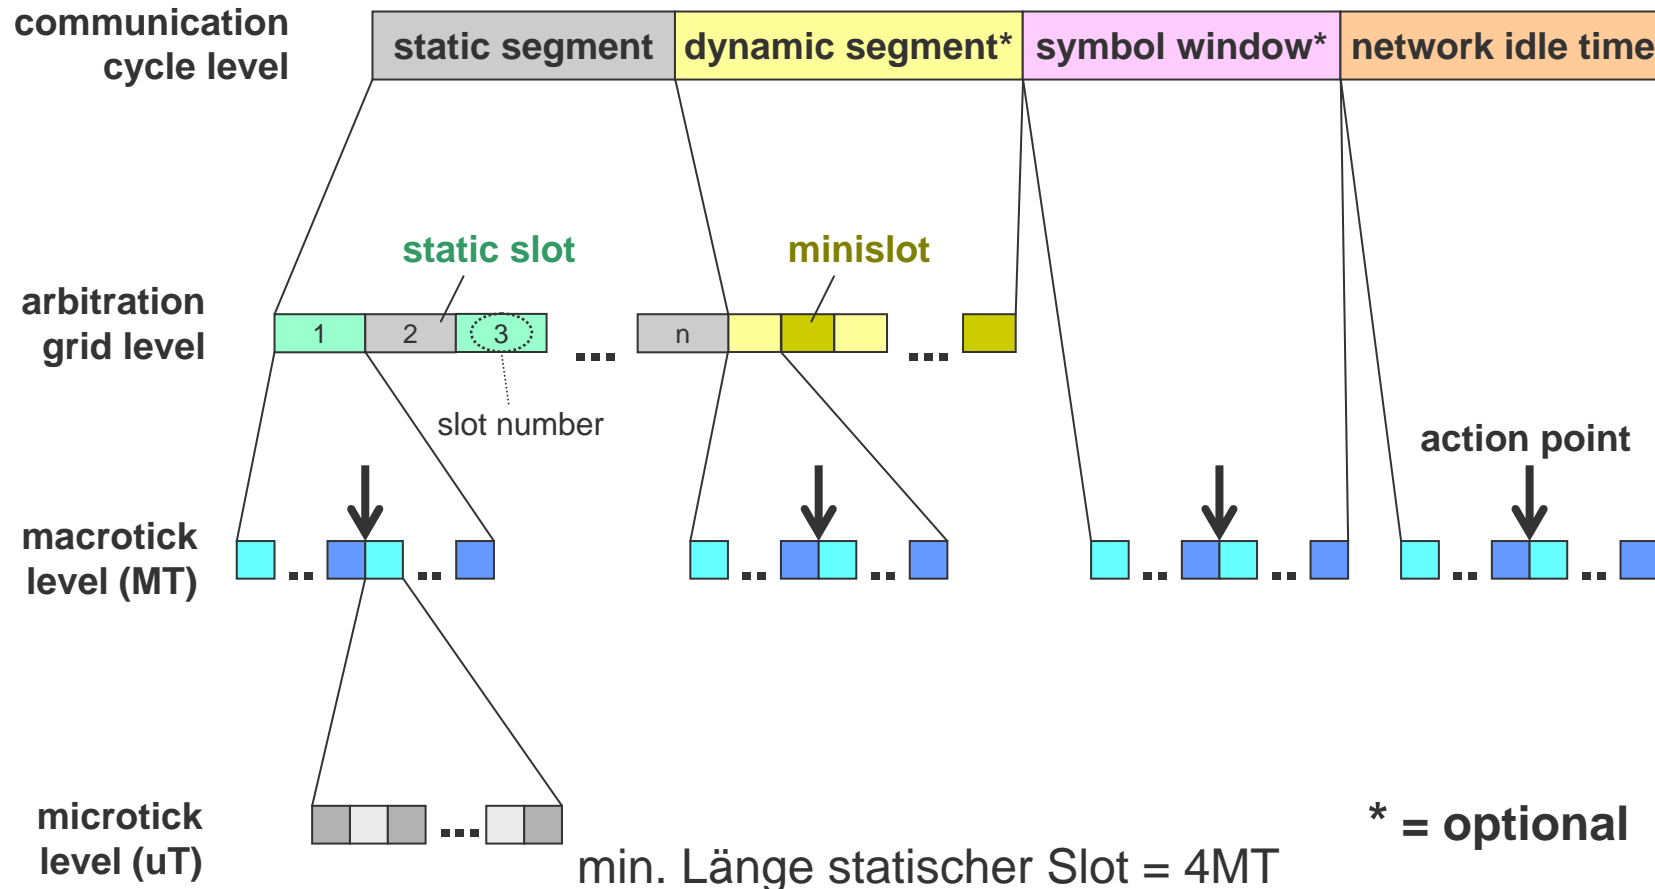 communication
cycle level
static segment
dynamic segment*
symbol window*
network idle time
static slot
minislot
arbitration
grid level
1
2
3
n
slot number
action point
macrotick
level (MT)
microtick
level (uT)
* = optional
min. Länge statischer Slot = 4MT